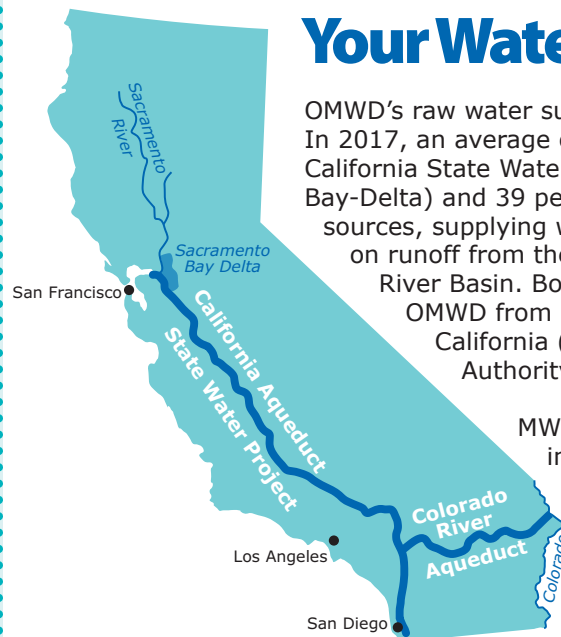 Your Wate
OMWD's raw water su
In 2017, an average
California State Wate
Bay-Delta) and 39 pe
sources, supplying
on runoff from the
River Basin. Bo
OMWD from
California (
Authority
MW
in
Sacramento
River
Sacramento
Bay Delta
San Francisco
California Aqueduct
State Water Project
Colorado
River
Aqueduct
Colorado
Los Angeles
San Diego